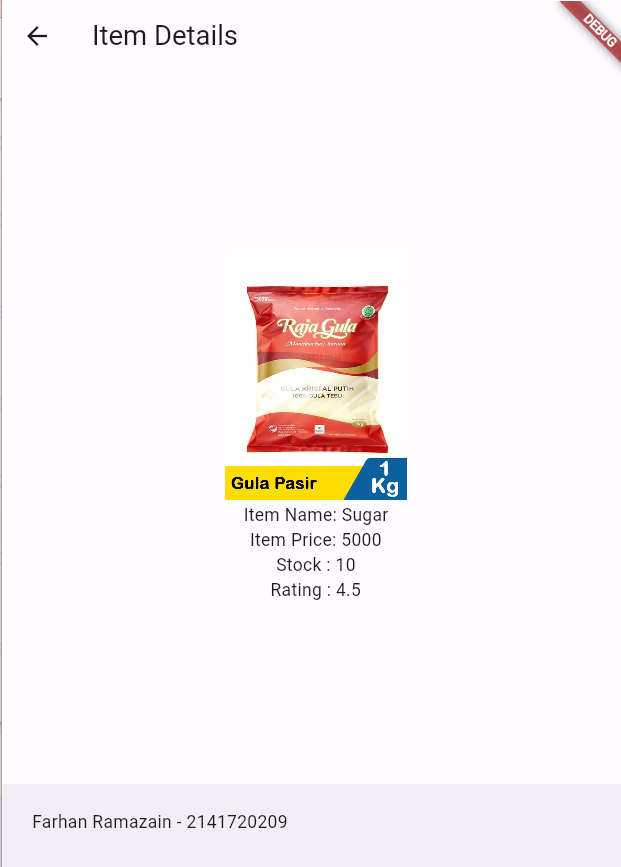 Item Details
DEBUG
Raja Gula
GULA KRISTAL PUTIH
100% GULA TEBU
Gula Pasir
1
Kg
Item Name: Sugar
Item Price: 5000
Stock : 10
Rating : 4.5
Farhan Ramazain - 2141720209